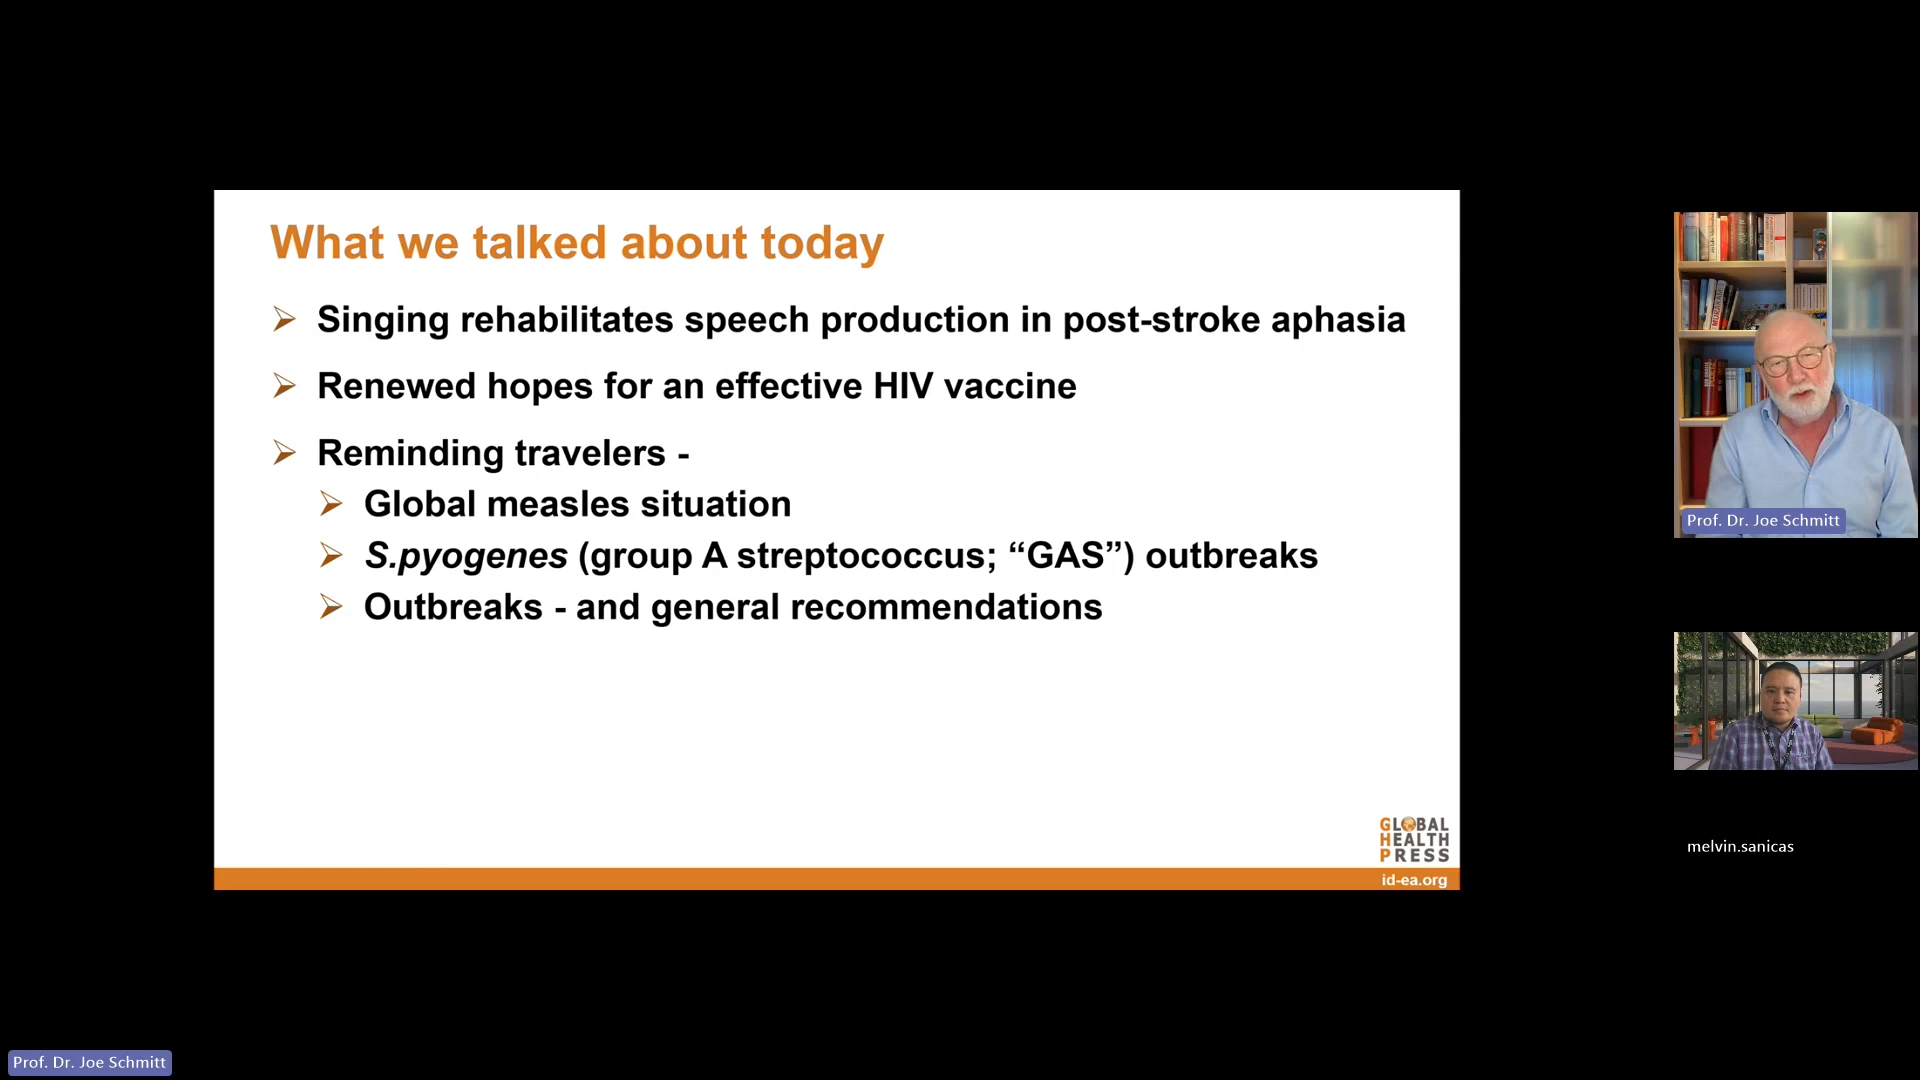 What we talked about today
Singing rehabilitates speech production in post-stroke aphasia
Renewed hopes for an effective HIV vaccine
Reminding travelers -
Global measles situation
S.pyogenes (group A streptococcus; “GAS”) outbreaks
Outbreaks - and general recommendations
GLOBAL
HEALTH
PRESS
id-ea.org
Prof. Dr. Joe Schmitt
melvin.sanicas
Prof. Dr. Joe Schmitt